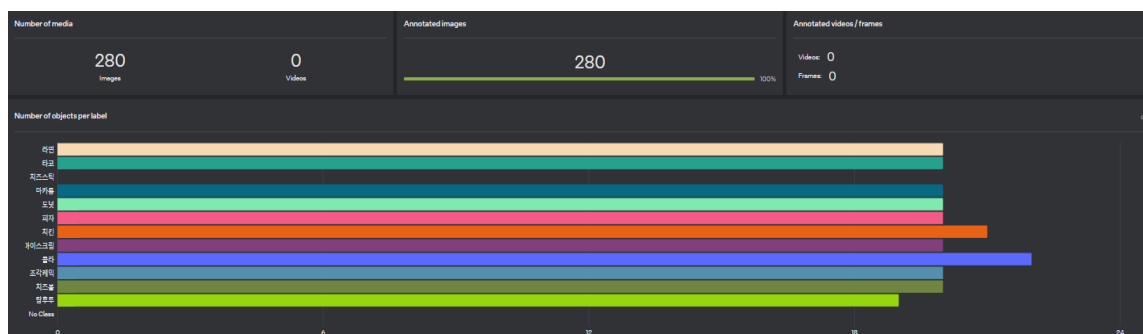 Number of media
Annotated images
Annotated videos / frames
280
Images
0
Videos
280
100%
Videos: 0
Frames: 0
Number of objects per label
라면
타코
치즈스틱
마카롱
도넛
피자
치킨
아이스크림
콜라
조각케익
치즈볼
탕후루
No Class
0
6
12
18
24